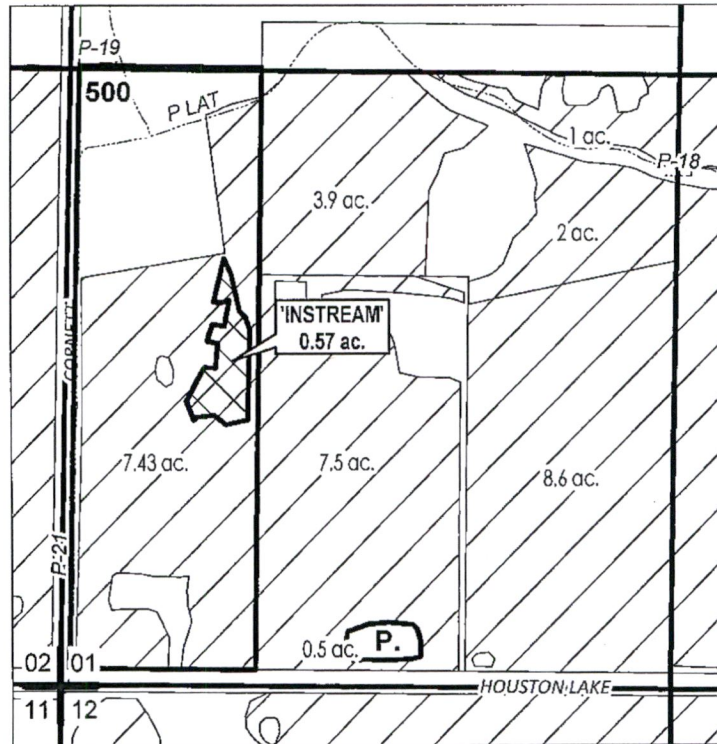 P-19
500
P LAT
1 ac.
P-18
3.9 ac.
2 ac.
'INSTREAM'
0.57 ac.
CORNETT
7.43 ac.
7.5 ac.
8.6 ac.
P-21
0.5 ac.
P.
02 01
HOUSTON LAKE
11 12